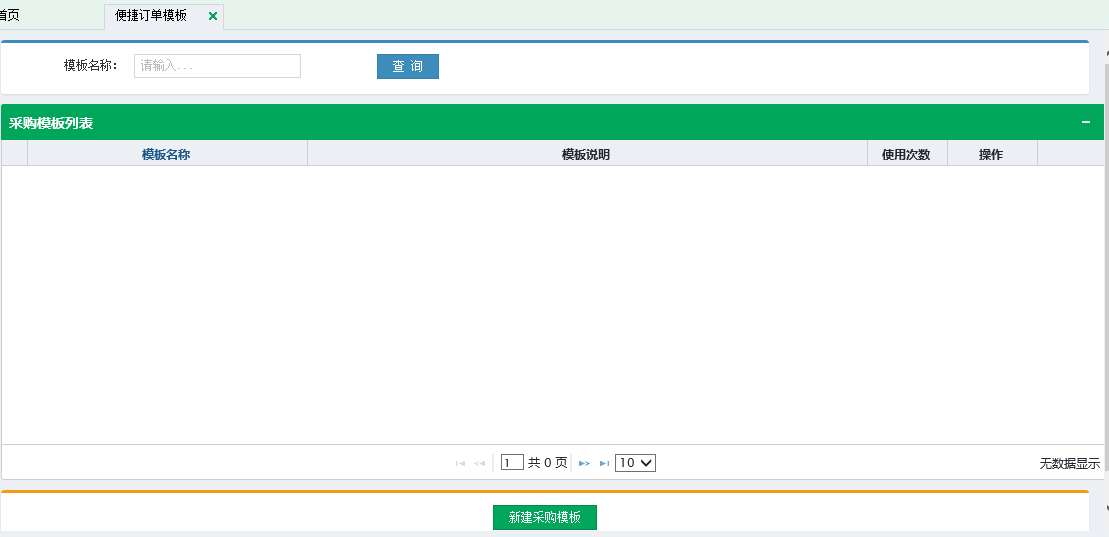 首页 便捷订单模板
模板名称： 请输入... 查 询
采购模板列表
模板名称 模板说明 使用次数 操作
1 共 0 页 10 无数据显示
新建采购模板